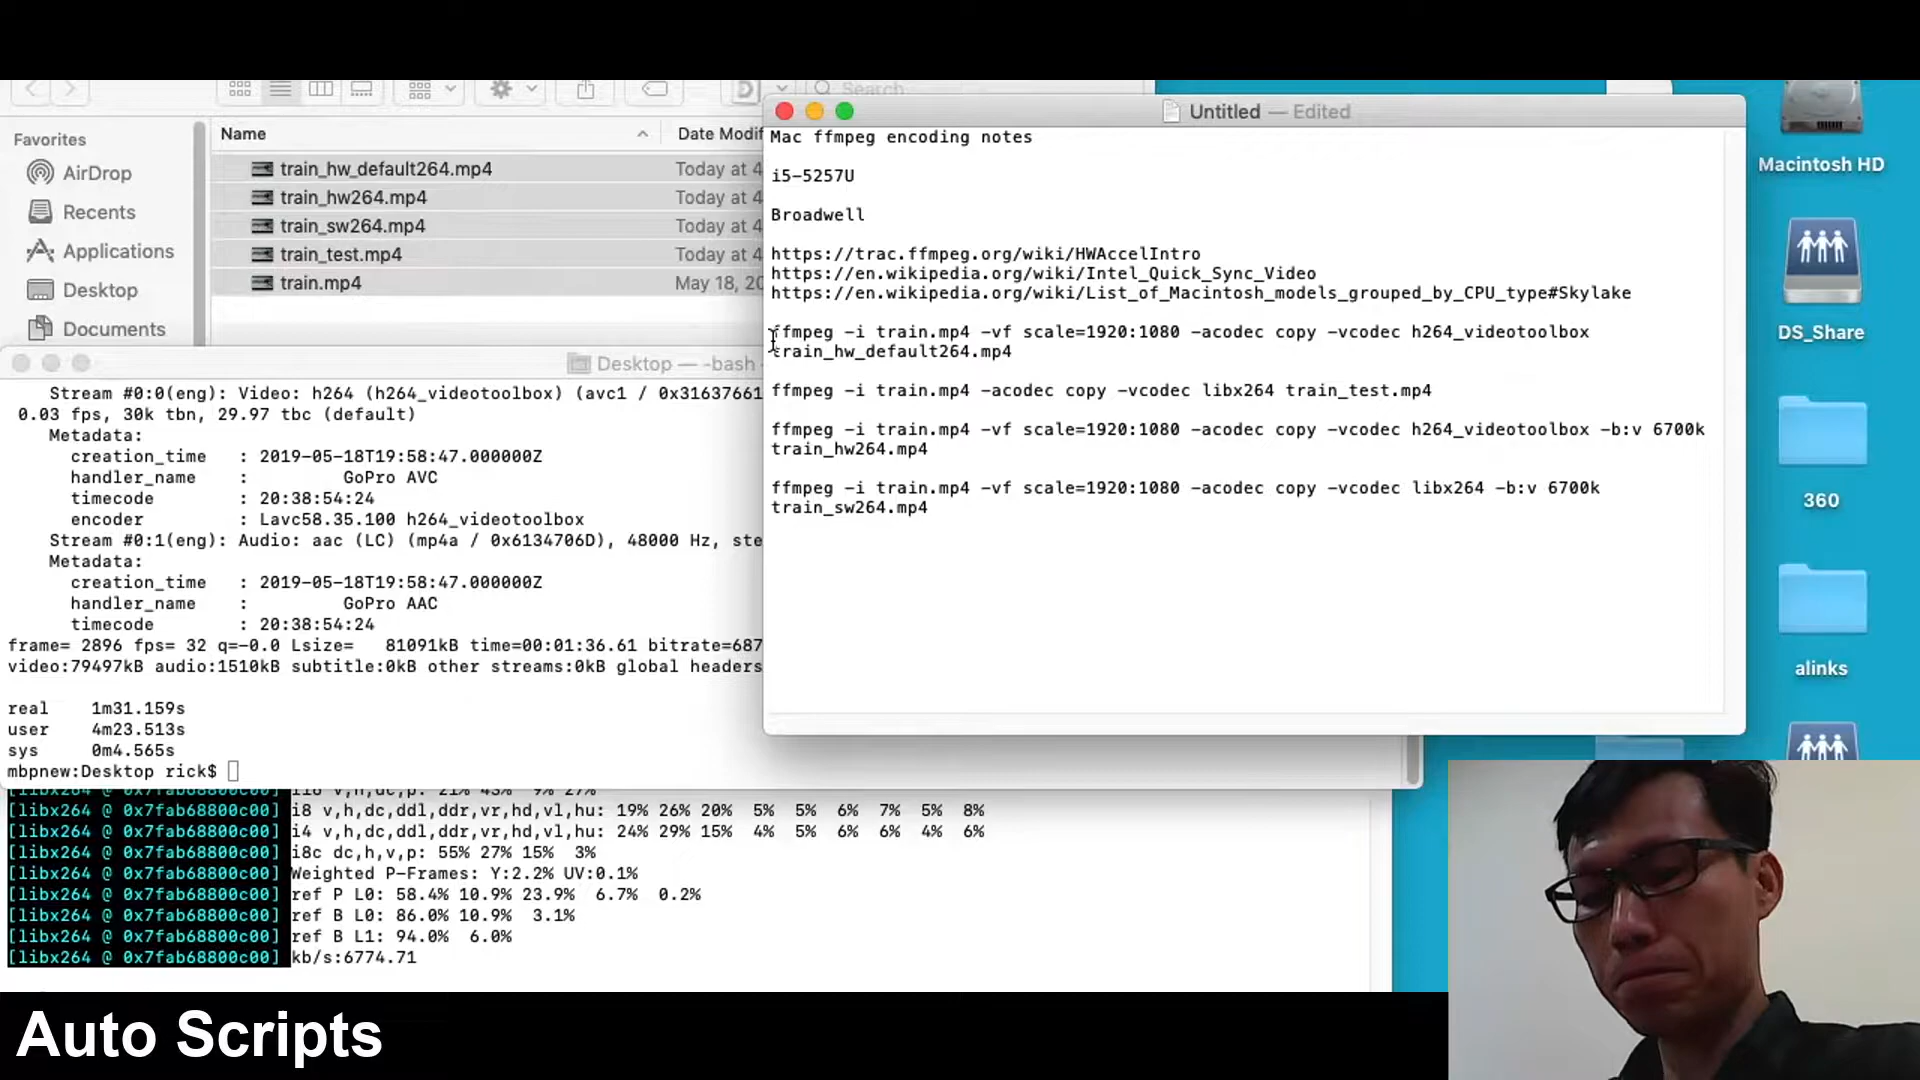 Search
Name
Date Modif
Favorites
AirDrop
Recents
Applications
Desktop
Documents
train_hw_default264.mp4 Today at 4
train_hw264.mp4 Today at 4
train_sw264.mp4 Today at 4
train_test.mp4 Today at 4
train.mp4 May 18, 20
Untitled — Edited
Mac ffmpeg encoding notes
i5-5257U
Broadwell
https://trac.ffmpeg.org/wiki/HWAccelIntro
https://en.wikipedia.org/wiki/Intel_Quick_Sync_Video
https://en.wikipedia.org/wiki/List_of_Macintosh_models_grouped_by_CPU_type#Skylake
ffmpeg -i train.mp4 -vf scale=1920:1080 -acodec copy -vcodec h264_videotoolbox
train_hw_default264.mp4
ffmpeg -i train.mp4 -acodec copy -vcodec libx264 train_test.mp4
ffmpeg -i train.mp4 -vf scale=1920:1080 -acodec copy -vcodec h264_videotoolbox -b:v 6700k
train_hw264.mp4
ffmpeg -i train.mp4 -vf scale=1920:1080 -acodec copy -vcodec libx264 -b:v 6700k
train_sw264.mp4
Macintosh HD
DS_Share
360
alinks
Desktop — -bash
Stream #0:0(eng): Video: h264 (h264_videotoolbox) (avc1 / 0x31637661
0.03 fps, 30k tbn, 29.97 tbc (default)
Metadata:
creation_time : 2019-05-18T19:58:47.000000Z
handler_name : GoPro AVC
timecode : 20:38:54:24
encoder : Lavc58.35.100 h264_videotoolbox
Stream #0:1(eng): Audio: aac (LC) (mp4a / 0x6134706D), 48000 Hz, ste
Metadata:
creation_time : 2019-05-18T19:58:47.000000Z
handler_name : GoPro AAC
timecode : 20:38:54:24
frame= 2896 fps= 32 q=-0.0 Lsize= 81091kB time=00:01:36.61 bitrate=687
video:79497kB audio:1510kB subtitle:0kB other streams:0kB global headers
real 1m31.159s
user 4m23.513s
sys 0m4.565s
mbpnew:Desktop rick$
[libx264 @ 0x7fab68800c00] i16 v,h,dc,p: 21% 43% 9% 27%
[libx264 @ 0x7fab68800c00] i8 v,h,dc,ddl,ddr,vr,hd,vl,hu: 19% 26% 20% 5% 5% 6% 7% 5% 8%
[libx264 @ 0x7fab68800c00] i4 v,h,dc,ddl,ddr,vr,hd,vl,hu: 24% 29% 15% 4% 5% 6% 6% 4% 6%
[libx264 @ 0x7fab68800c00] i8c dc,h,v,p: 55% 27% 15% 3%
[libx264 @ 0x7fab68800c00] Weighted P-Frames: Y:2.2% UV:0.1%
[libx264 @ 0x7fab68800c00] ref P L0: 58.4% 10.9% 23.9% 6.7% 0.2%
[libx264 @ 0x7fab68800c00] ref B L0: 86.0% 10.9% 3.1%
[libx264 @ 0x7fab68800c00] ref B L1: 94.0% 6.0%
[libx264 @ 0x7fab68800c00] kb/s:6774.71
Auto Scripts